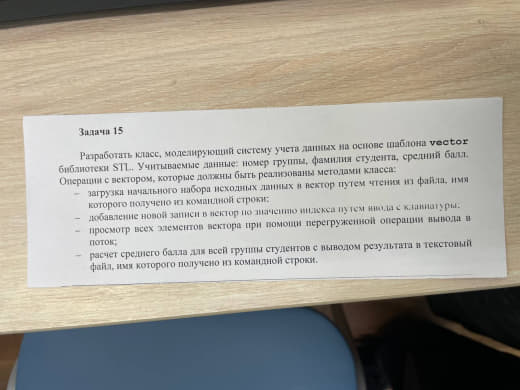 Задача 15
Разработать класс, моделирующий систему учета данных на основе шаблона vector
библиотеки STL. Учитываемые данные: номер группы, фамилия студента, средний балл.
Операции с вектором, которые должны быть реализованы методами класса:
– загрузка начального набора исходных данных в вектор путем чтения из файла, имя
которого получено из командной строки;
– добавление новой записи в вектор по значению индекса путем ввода с клавиатуры;
– просмотр всех элементов вектора при помощи перегруженной операции вывода в
поток;
– расчет среднего балла для всей группы студентов с выводом результата в текстовый
файл, имя которого получено из командной строки.